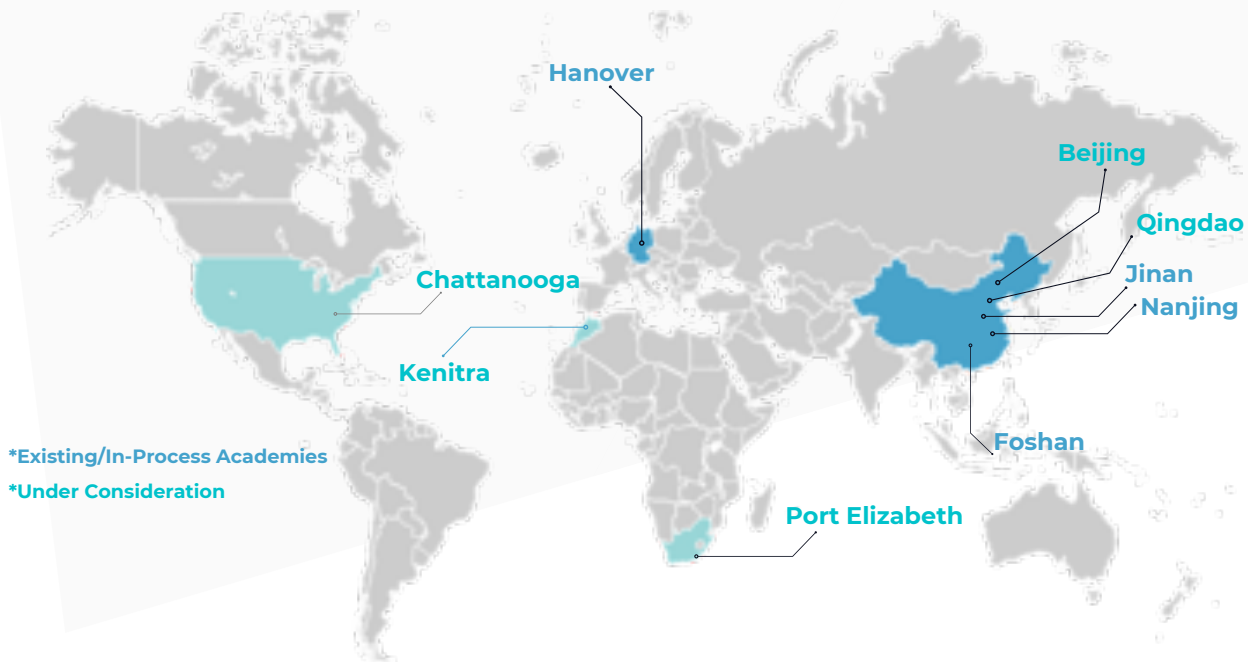 Hanover
Beijing
Qingdao
Jinan
Chattanooga
Nanjing
Kenitra
Foshan
*Existing/In-Process Academies
*Under Consideration
Port Elizabeth